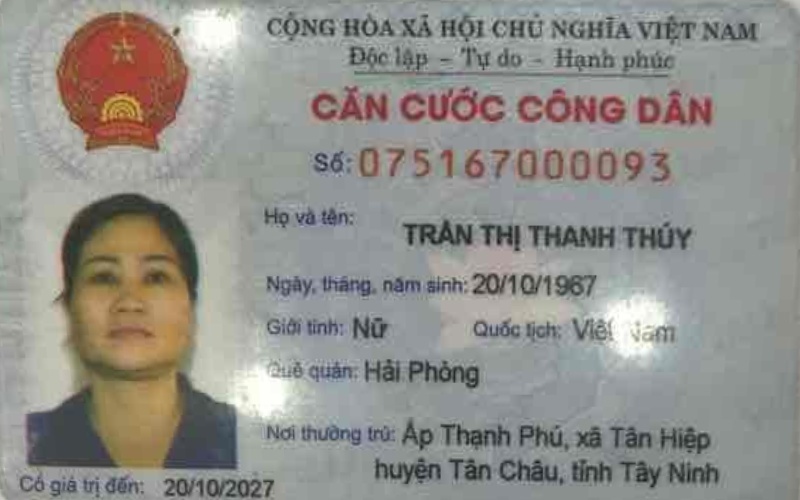 CỘNG HÒA XÃ HỘI CHỦ NGHĨA VIỆT NAM
Độc lập – Tự do – Hạnh phúc
CĂN CƯỚC CÔNG DÂN
Số: 075167000093
Họ và tên:
TRẦN THỊ THANH THÚY
Ngày, tháng, năm sinh: 20/10/1967
Giới tính: Nữ Quốc tịch: Việt Nam
Quê quán: Hải Phòng
Nơi thường trú: Ấp Thạnh Phú, xã Tân Hiệp
huyện Tân Châu, tỉnh Tây Ninh
Có giá trị đến: 20/10/2027